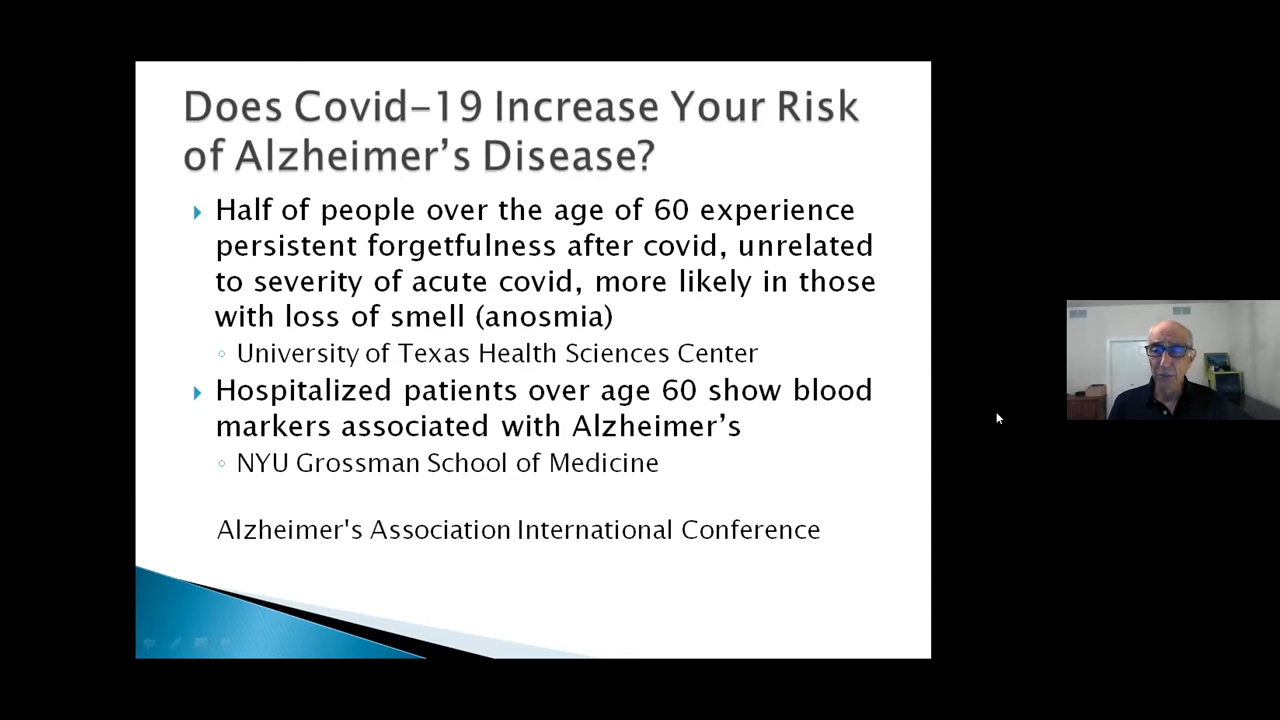 Does Covid-19 Increase Your Risk
of Alzheimer's Disease?
Half of people over the age of 60 experience
persistent forgetfulness after covid, unrelated
to severity of acute covid, more likely in those
with loss of smell (anosmia)
University of Texas Health Sciences Center
Hospitalized patients over age 60 show blood
markers associated with Alzheimer's
NYU Grossman School of Medicine
Alzheimer's Association International Conference